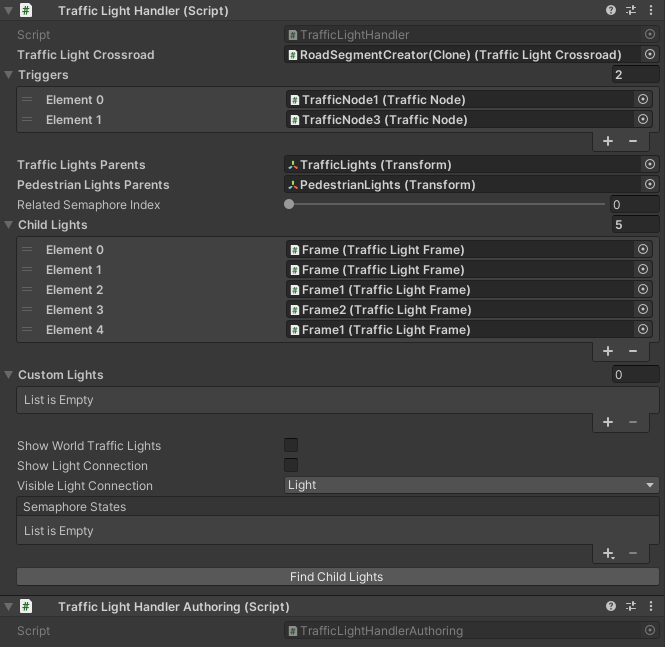 Traffic Light Handler (Script)
Script TrafficLightHandler
Traffic Light Crossroad RoadSegmentCreator(Clone) (Traffic Light Crossroad)
Triggers 2
Element 0 TrafficNode1 (Traffic Node)
Element 1 TrafficNode3 (Traffic Node)
Traffic Lights Parents TrafficLights (Transform)
Pedestrian Lights Parents PedestrianLights (Transform)
Related Semaphore Index 0
Child Lights 5
Element 0 Frame (Traffic Light Frame)
Element 1 Frame (Traffic Light Frame)
Element 2 Frame1 (Traffic Light Frame)
Element 3 Frame2 (Traffic Light Frame)
Element 4 Frame1 (Traffic Light Frame)
Custom Lights 0
List is Empty
Show World Traffic Lights
Show Light Connection
Visible Light Connection Light
Semaphore States
List is Empty
Find Child Lights
Traffic Light Handler Authoring (Script)
Script TrafficLightHandlerAuthoring